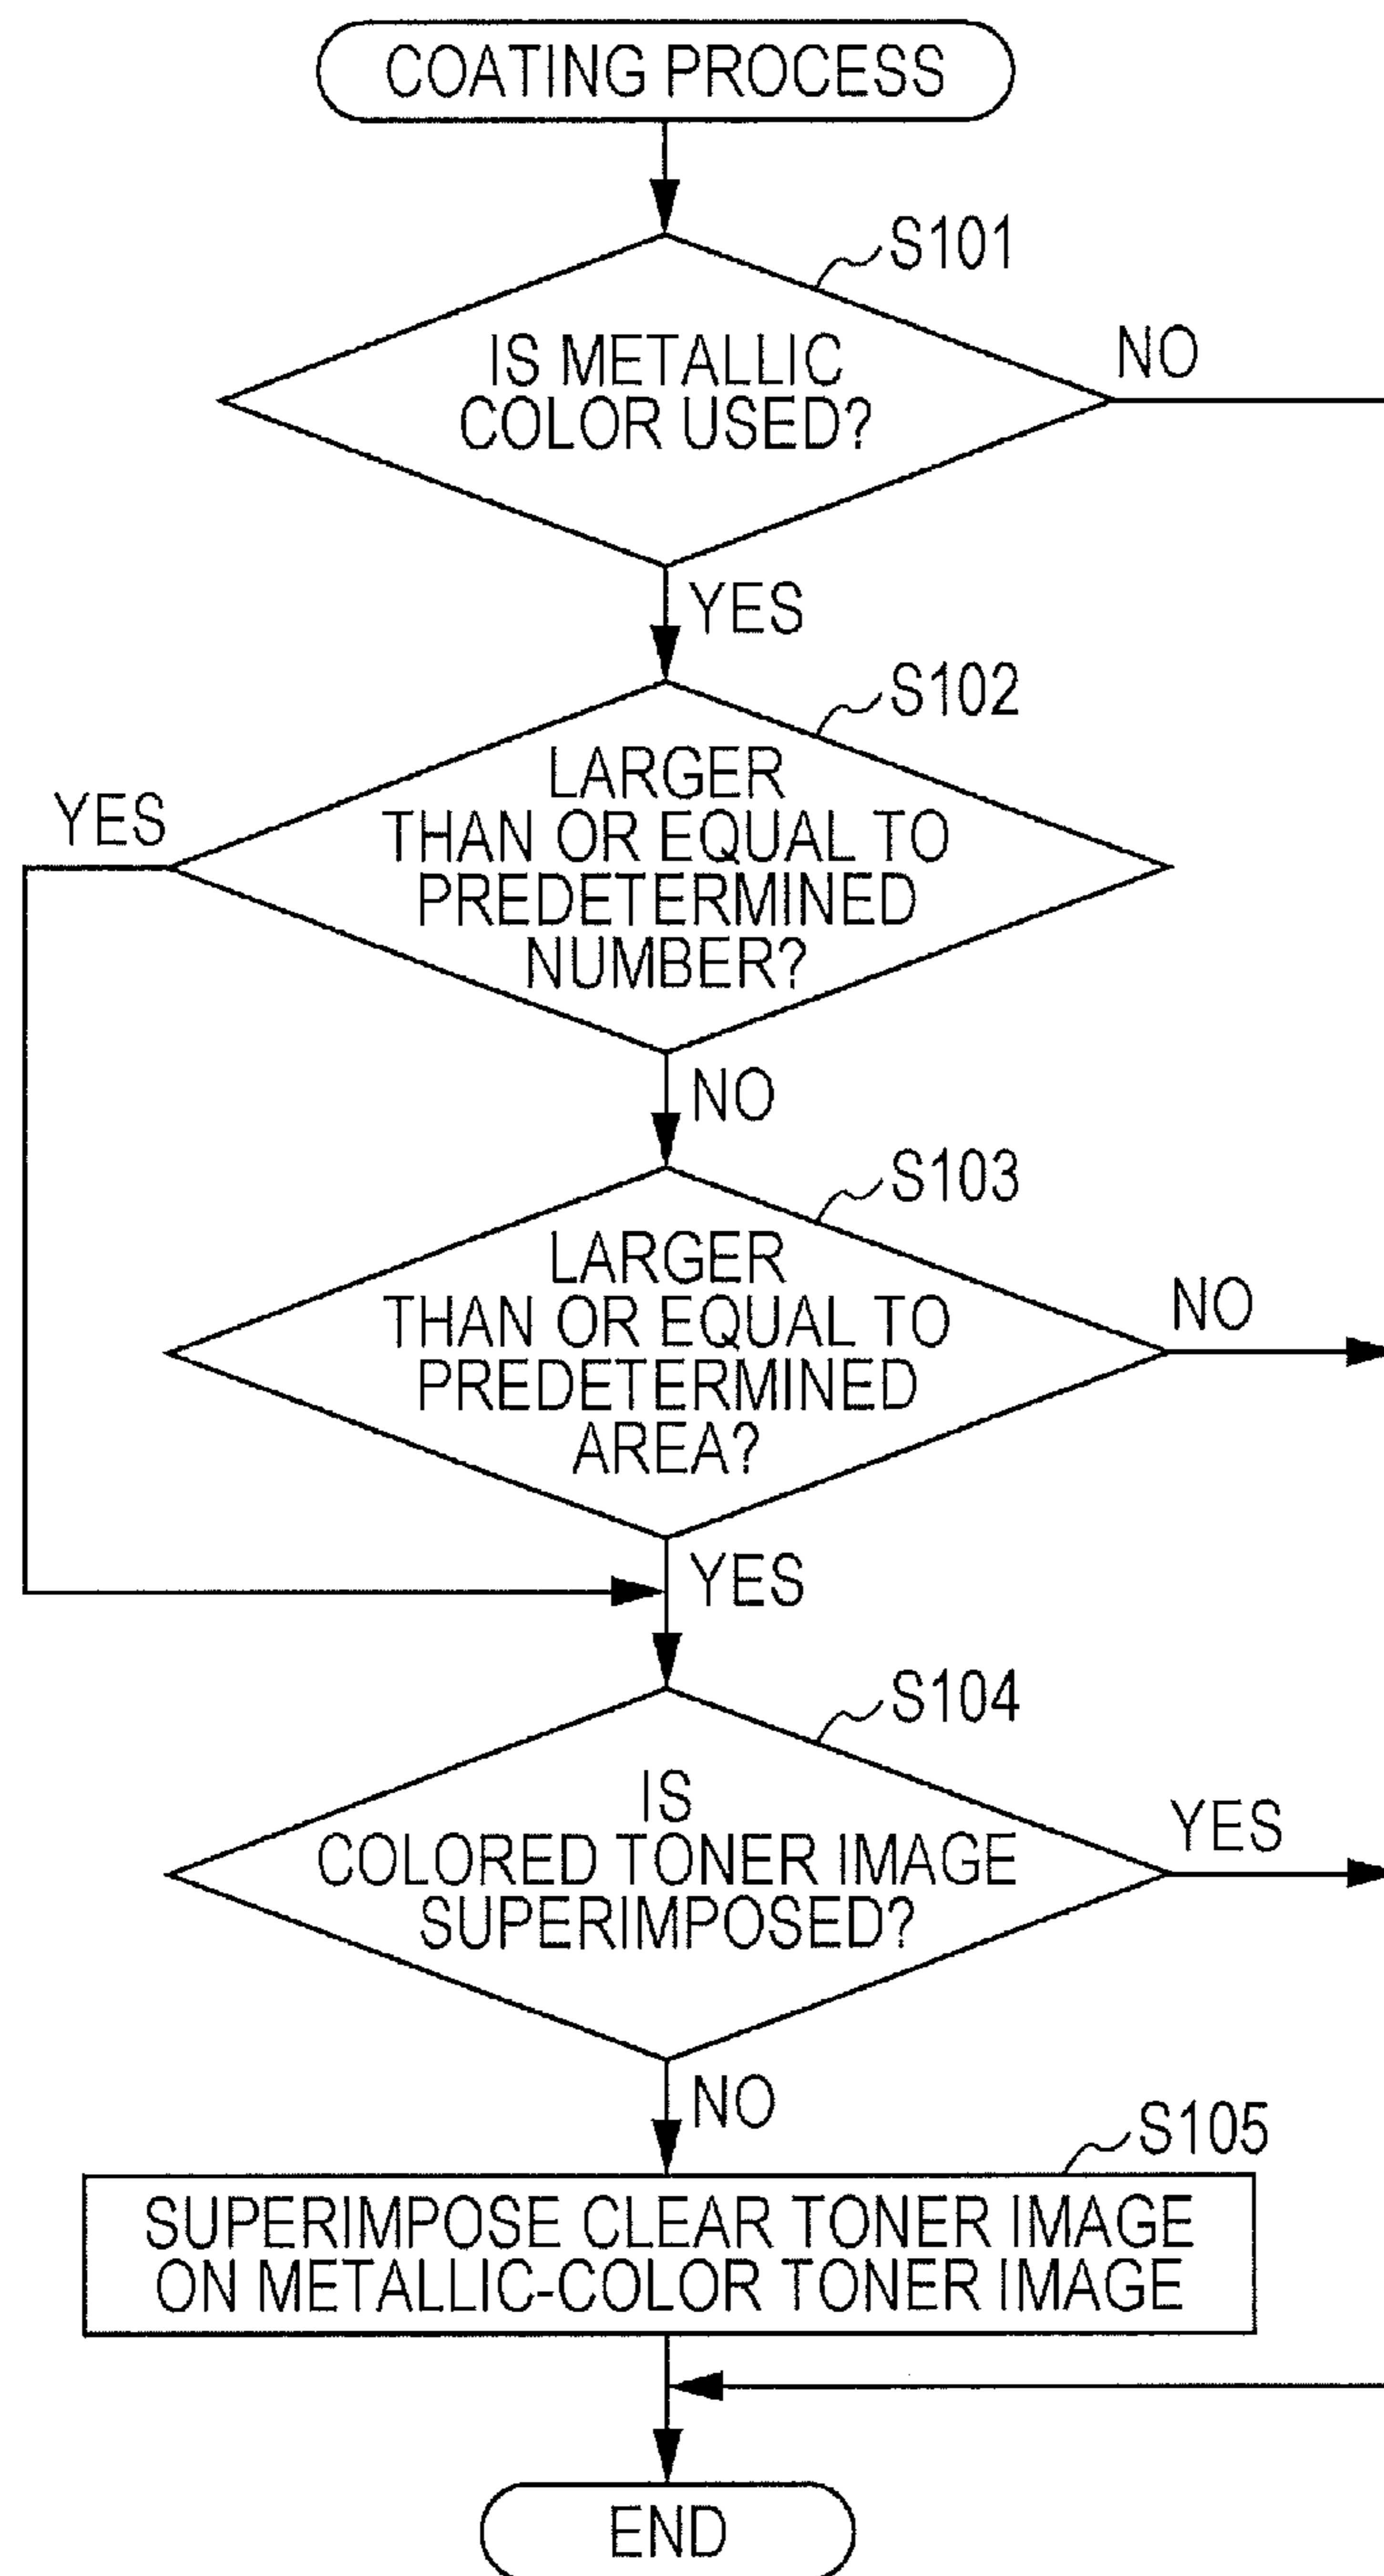 COATING PROCESS
S101
IS METALLIC
COLOR USED?
NO
YES
S102
LARGER
THAN OR EQUAL TO
PREDETERMINED
NUMBER?
YES
NO
S103
LARGER
THAN OR EQUAL TO
PREDETERMINED
AREA?
NO
YES
S104
IS
COLORED TONER IMAGE
SUPERIMPOSED?
YES
NO
S105
SUPERIMPOSE CLEAR TONER IMAGE
ON METALLIC-COLOR TONER IMAGE
END